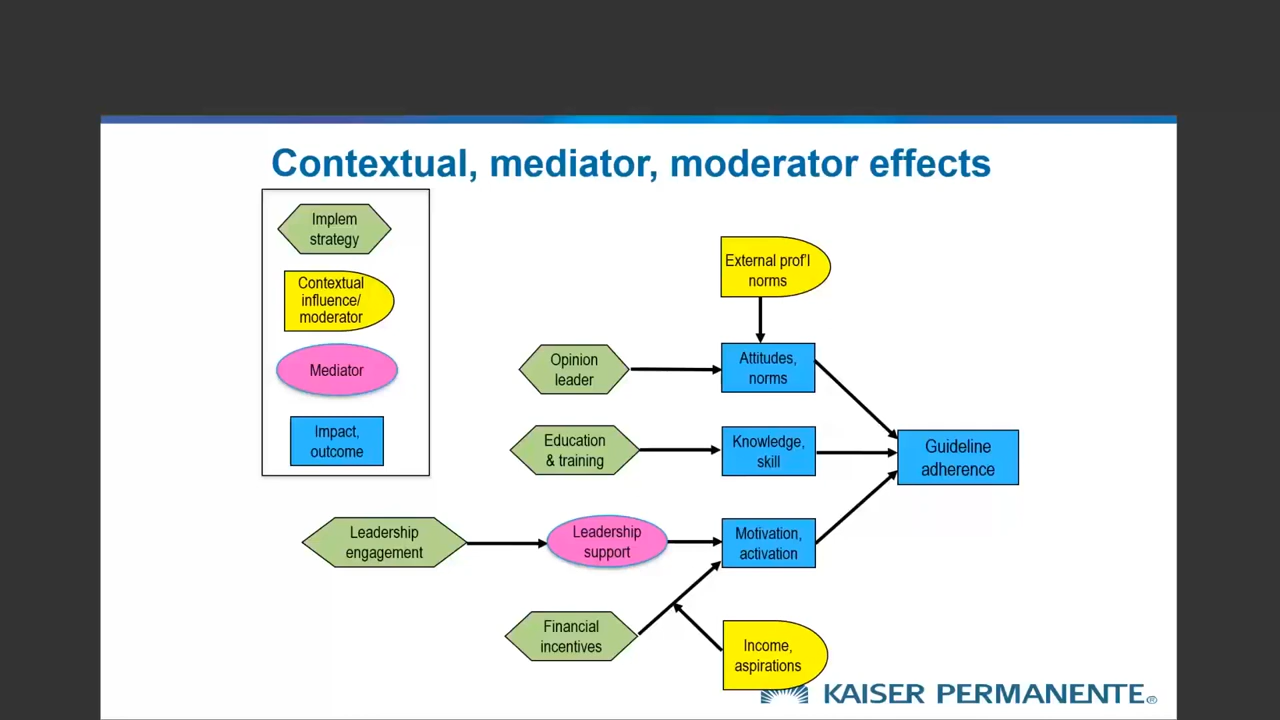 Contextual, mediator, moderator effects
Implem
strategy
Contextual
influence/
moderator
Mediator
Impact,
outcome
External prof'l
norms
Opinion
leader
Attitudes,
norms
Education
& training
Knowledge,
skill
Guideline
adherence
Leadership
engagement
Leadership
support
Motivation,
activation
Financial
incentives
Income,
aspirations
KAISER PERMANENTE®